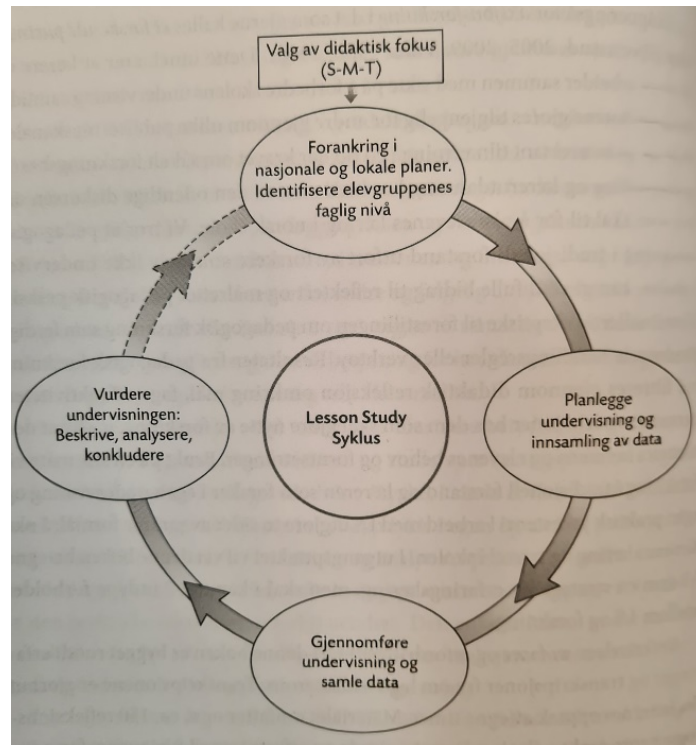 Valg av didaktisk fokus
(S-M-T)
Forankring i
nasjonale og lokale planer.
Identifisere elevgruppenes
faglig nivå
Planlegge
undervisning og
innsamling av data
Gjennomføre
undervisning og
samle data
Vurdere
undervisningen:
Beskrive, analysere,
konkludere
Lesson Study
Syklus